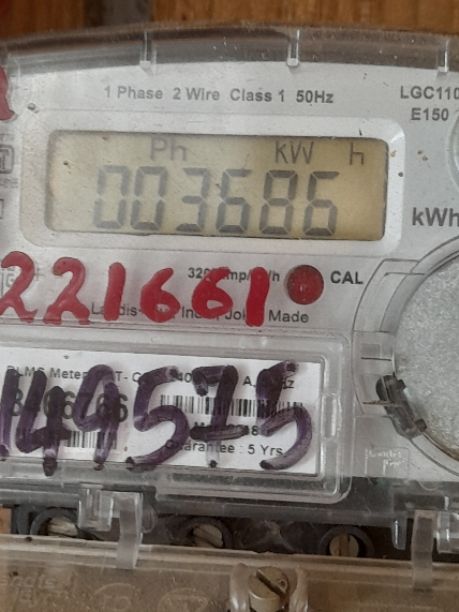 1 Phase 2 Wire Class 1 50Hz
LGC110
E150
Ph kW h
003686
kWh
CAL
221661
Made
149575
Guarantee : 5 Yrs